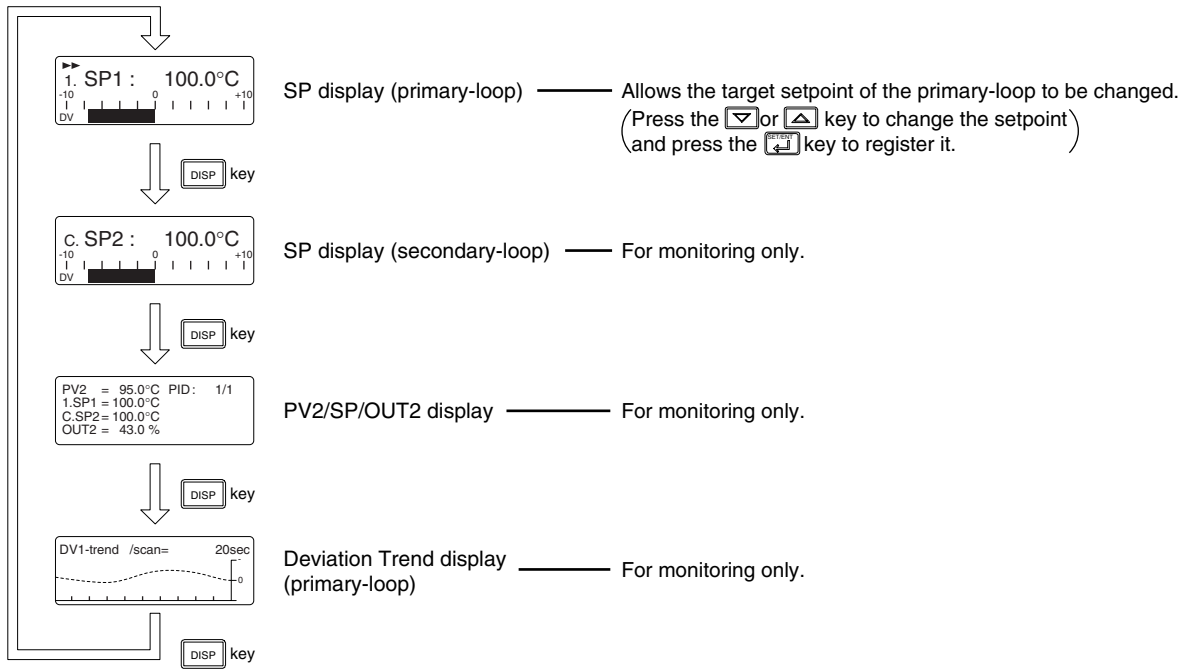 ▶▶
1. SP1 : 100.0°C
-10 0 +10
DV
SP display (primary-loop)
Allows the target setpoint of the primary-loop to be changed.
(Press the ▽ or △ key to change the setpoint
and press the SET/ENT key to register it.)
DISP key
C. SP2 : 100.0°C
-10 0 +10
DV
SP display (secondary-loop)
For monitoring only.
DISP key
PV2 = 95.0°C PID : 1/1
1.SP1 = 100.0°C
C.SP2 = 100.0°C
OUT2 = 43.0 %
PV2/SP/OUT2 display
For monitoring only.
DISP key
DV1-trend /scan= 20sec
-
0
Deviation Trend display
(primary-loop)
For monitoring only.
DISP key